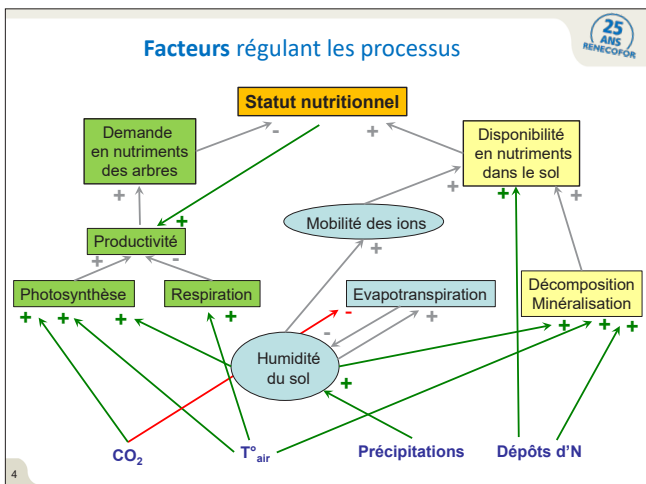 Facteurs régulant les processus
25
ANS
RENECOFOR
Statut nutritionnel
Demande
en nutriments
des arbres
-
+
Disponibilité
en nutriments
dans le sol
+
+
+
+
+
Mobilité des ions
Productivité
+
-
+
Photosynthèse
Respiration
Evapotranspiration
Décomposition
Minéralisation
+
+
+
+
-
-
+
+
+
+
Humidité
du sol
+
CO2
T°air
Précipitations
Dépôts d'N
4